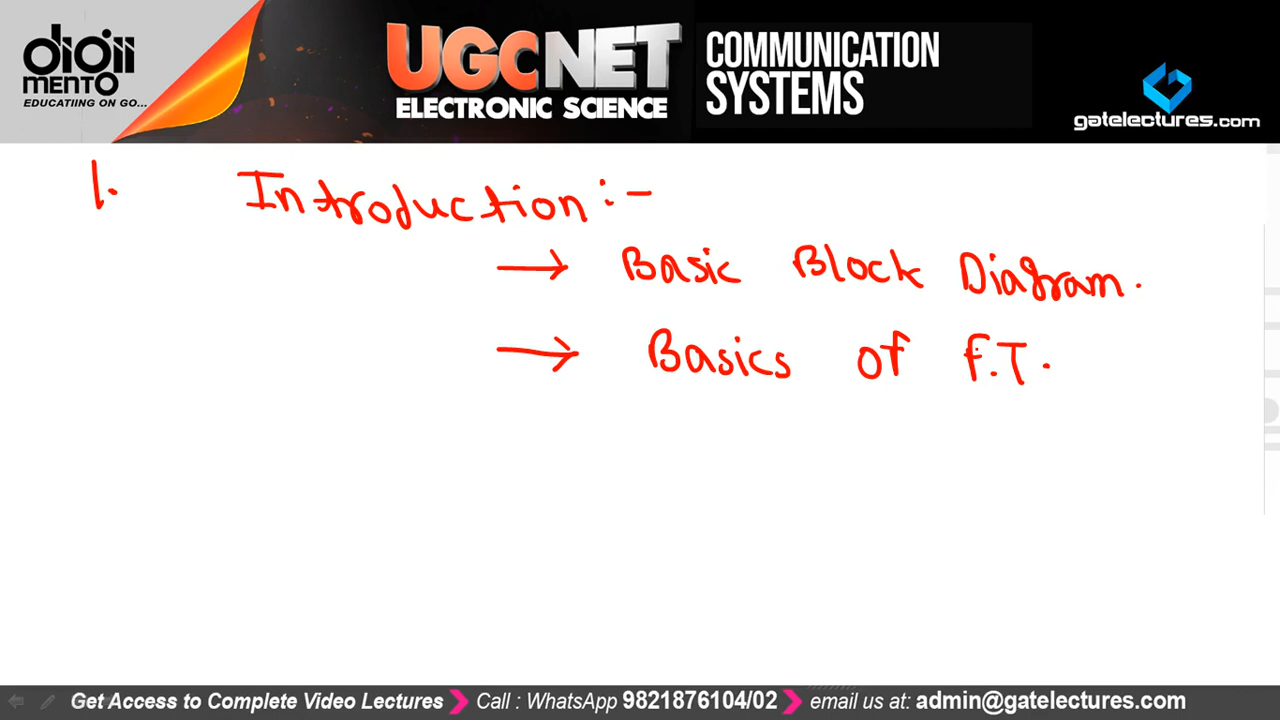 digii
mento
EDUCATIING ON GO...
UGCNET
ELECTRONIC SCIENCE
COMMUNICATION
SYSTEMS
gatelectures.com
1. Introduction:-
→ Basic Block Diagram.
→ Basics of F.T.
Get Access to Complete Video Lectures Call : WhatsApp 9821876104/02 email us at: admin@gatelectures.com